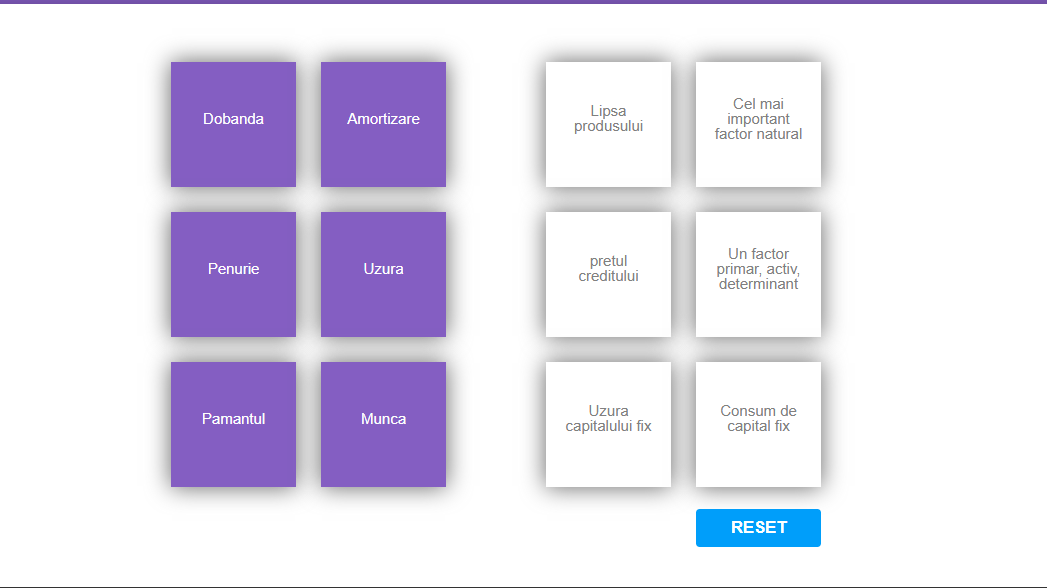 Dobanda
Amortizare
Lipsa
produsului
Cel mai
important
factor natural
Penurie
Uzura
pretul
creditului
Un factor
primar, activ,
determinant
Pamantul
Munca
Uzura
capitalului fix
Consum de
capital fix
RESET